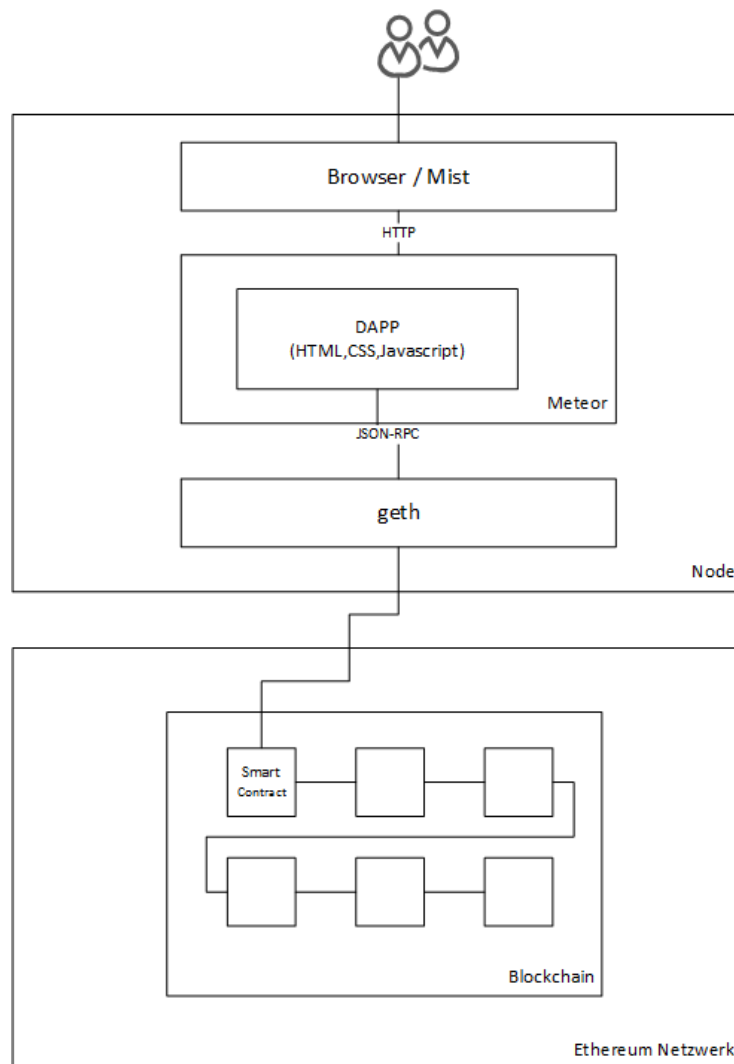 Browser / Mist
HTTP
DAPP
(HTML,CSS,Javascript)
Meteor
JSON-RPC
geth
Node
Smart
Contract
Blockchain
Ethereum Netzwerk